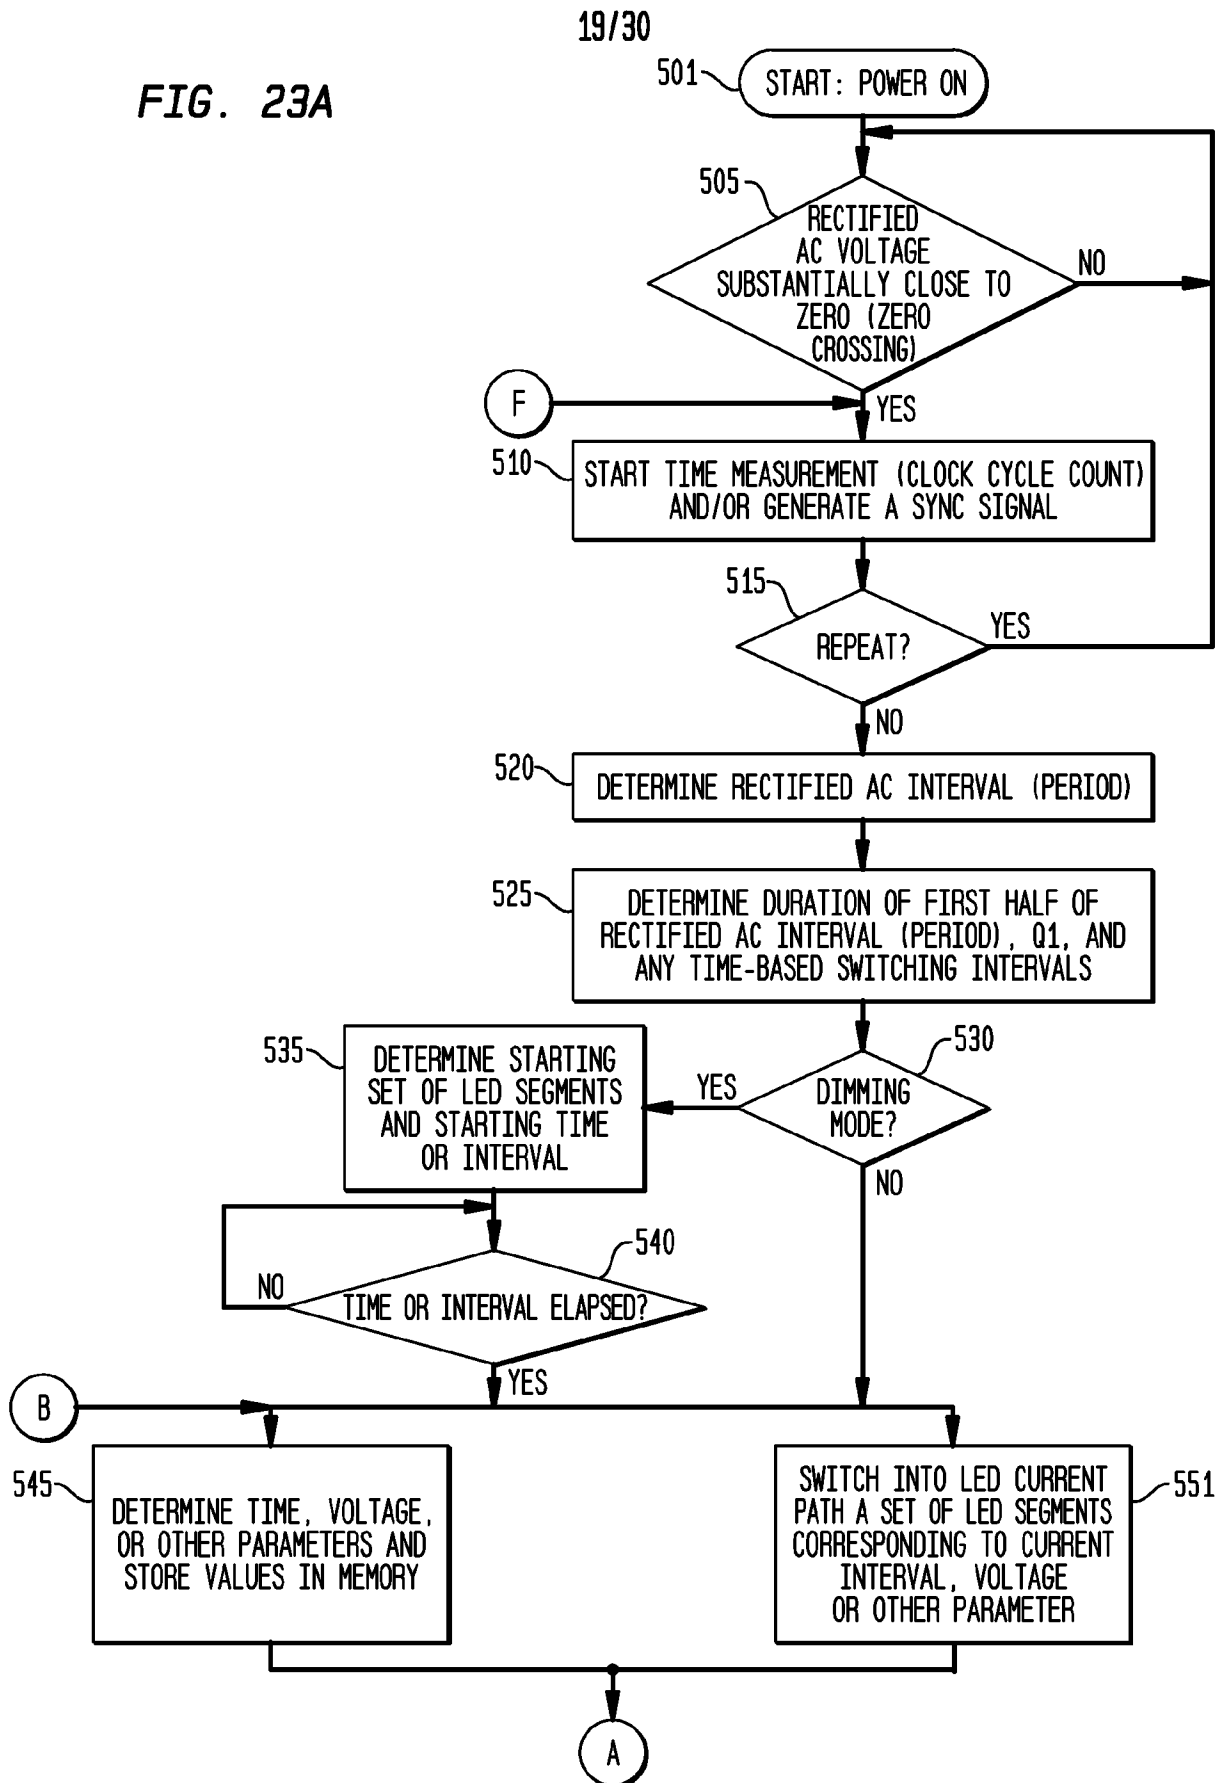 19/30
FIG. 23A
501
START: POWER ON
505
RECTIFIED
AC VOLTAGE
SUBSTANTIALLY CLOSE TO
ZERO (ZERO
CROSSING)
NO
F
YES
510
START TIME MEASUREMENT (CLOCK CYCLE COUNT)
AND/OR GENERATE A SYNC SIGNAL
515
REPEAT?
YES
NO
520
DETERMINE RECTIFIED AC INTERVAL (PERIOD)
525
DETERMINE DURATION OF FIRST HALF OF
RECTIFIED AC INTERVAL (PERIOD), Q1, AND
ANY TIME-BASED SWITCHING INTERVALS
530
DIMMING
MODE?
YES
NO
535
DETERMINE STARTING
SET OF LED SEGMENTS
AND STARTING TIME
OR INTERVAL
540
TIME OR INTERVAL ELAPSED?
NO
YES
B
545
DETERMINE TIME, VOLTAGE,
OR OTHER PARAMETERS AND
STORE VALUES IN MEMORY
551
SWITCH INTO LED CURRENT
PATH A SET OF LED SEGMENTS
CORRESPONDING TO CURRENT
INTERVAL, VOLTAGE
OR OTHER PARAMETER
A